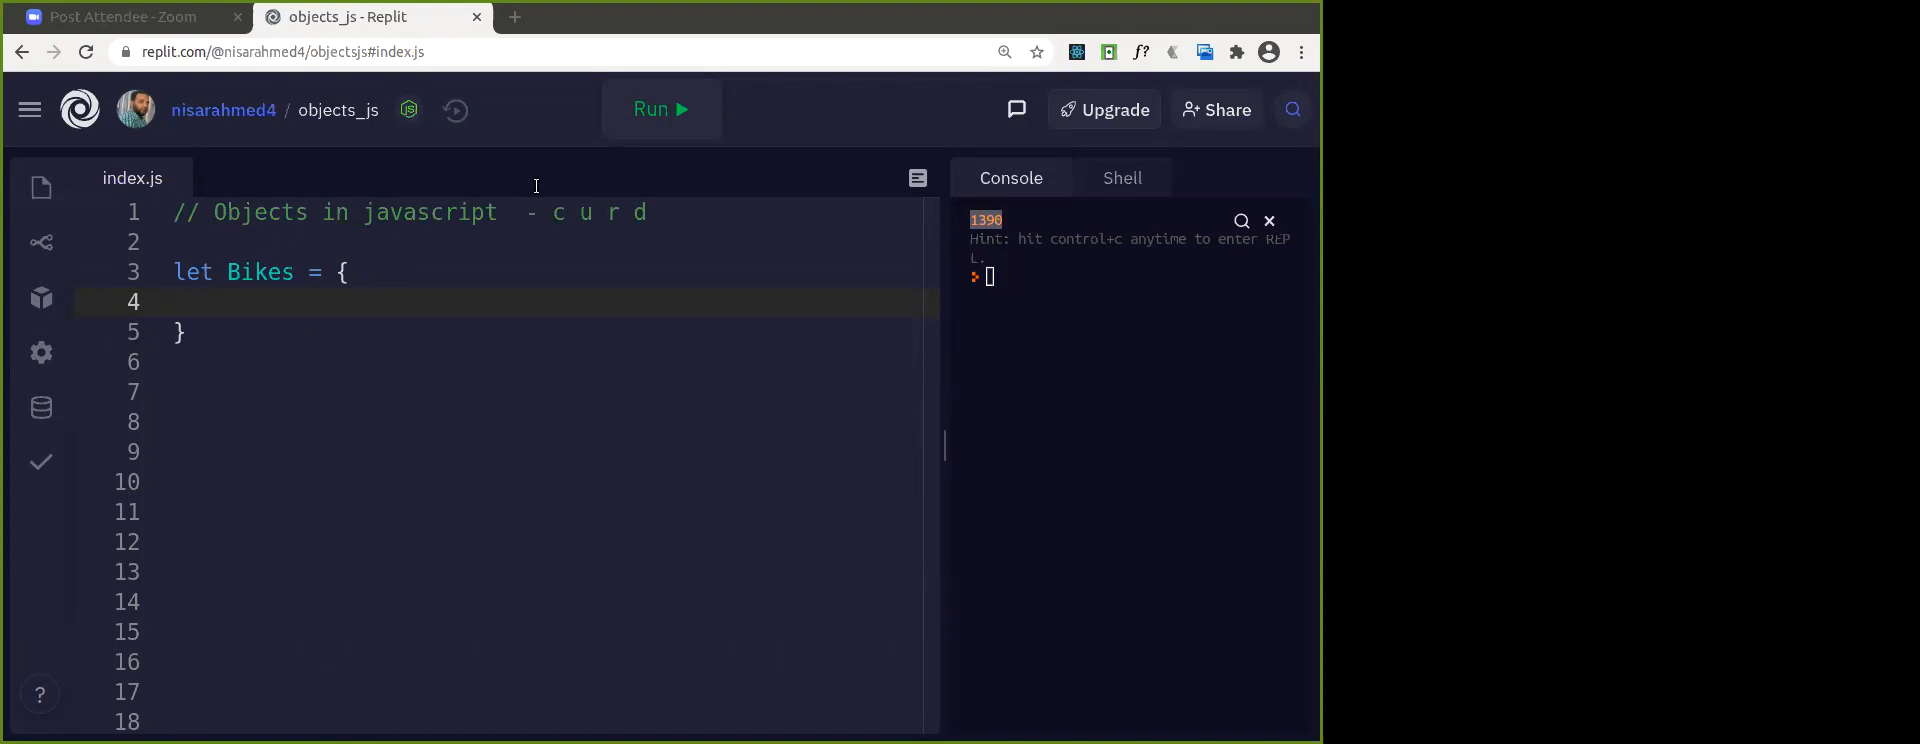 Post Attendee - Zoom
objects_js - Replit
replit.com/@nisarahmed4/objectsjs#index.js
f?
nisarahmed4 / objects_js
Run
Upgrade
Share
index.js
Console
Shell
1 // Objects in javascript - c u r d
2
3 let Bikes = {
4
5 }
6
7
8
9
10
11
12
13
14
15
16
17
18
1390
Hint: hit control+c anytime to enter REP
L.
?